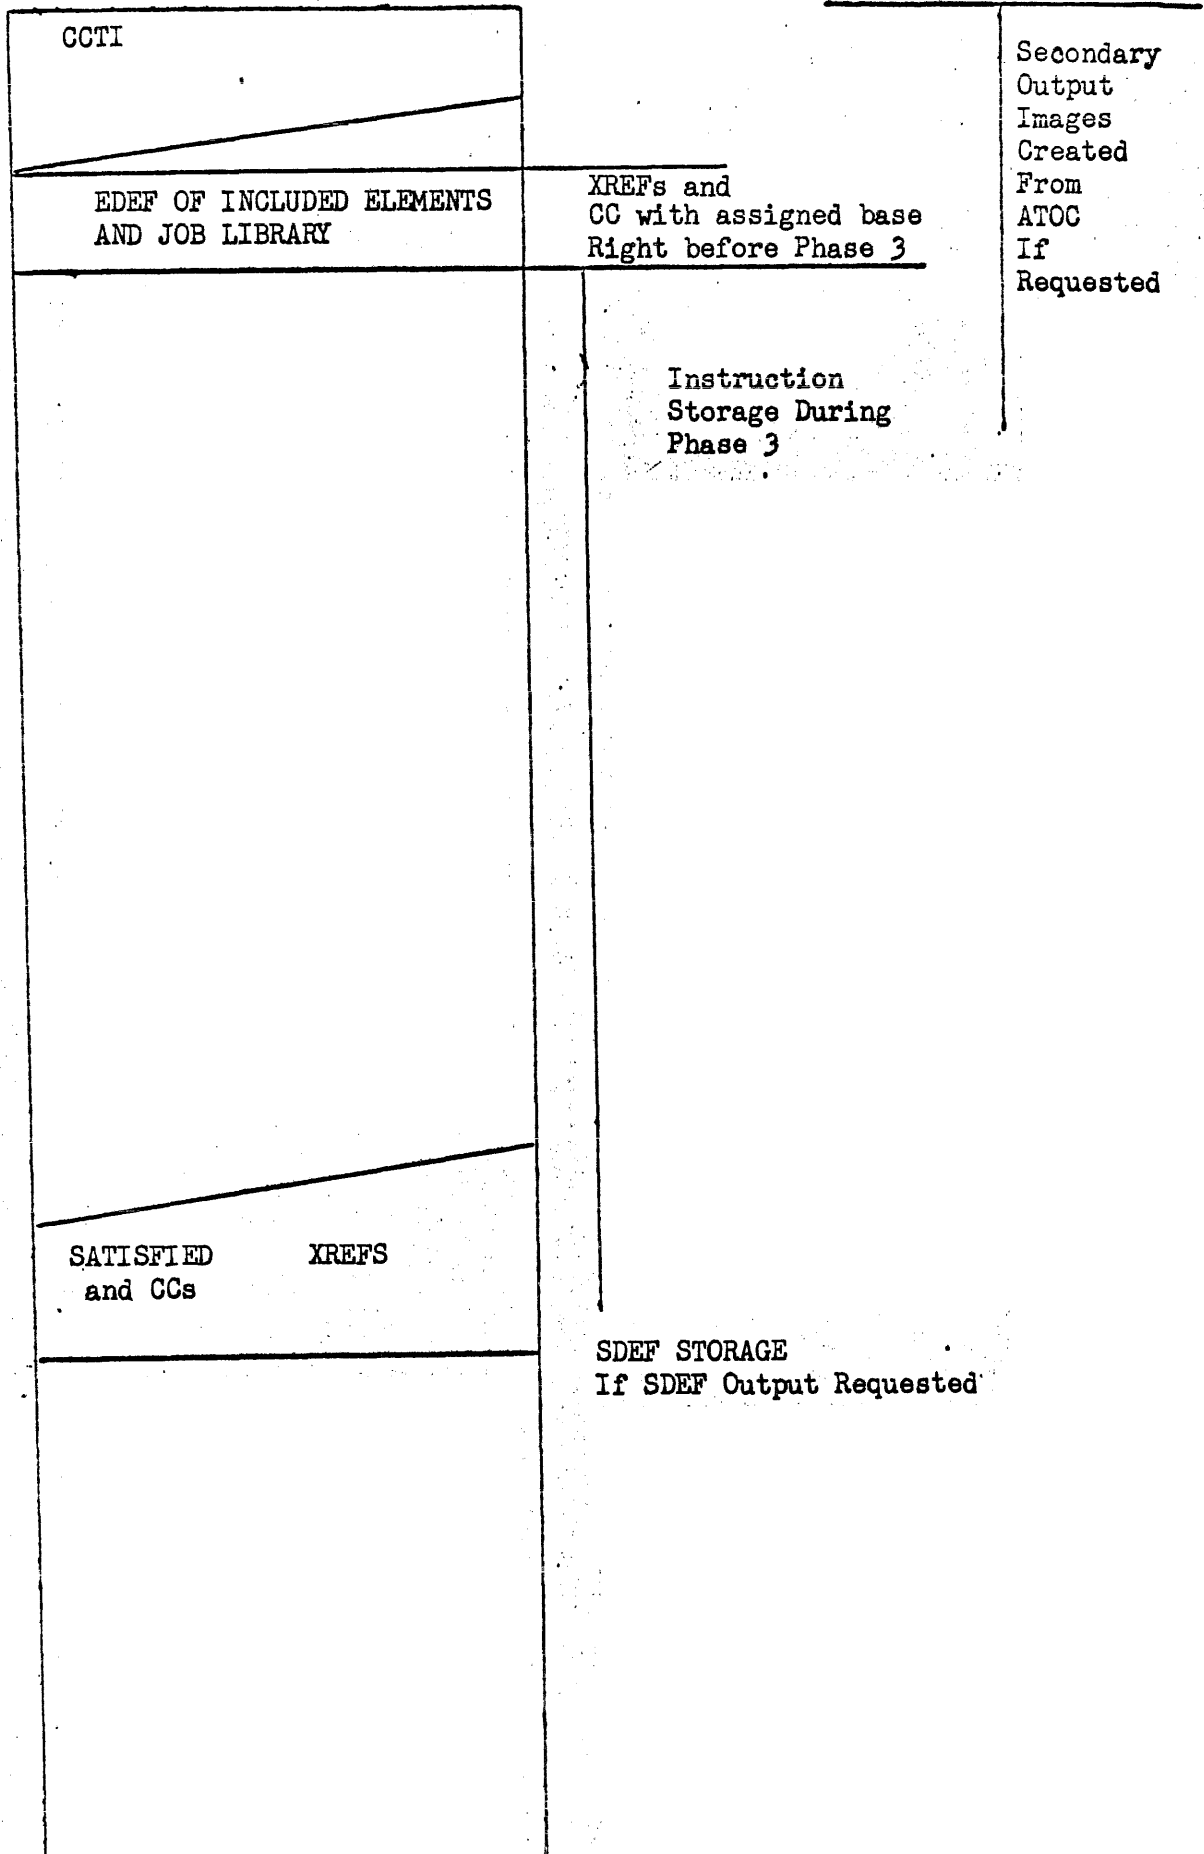 CCTI
EDEF OF INCLUDED ELEMENTS
AND JOB LIBRARY
XREFs and
CC with assigned base
Right before Phase 3
Secondary
Output
Images
Created
From
ATOC
If
Requested
Instruction
Storage During
Phase 3
SATISFIED XREFS
and CCs
SDEF STORAGE
If SDEF Output Requested